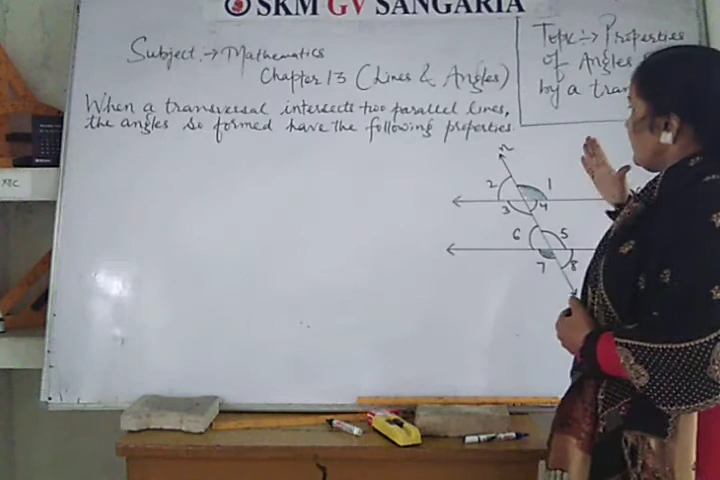 SKM GV SANGARIA
Topic :-> Properties
of Angles
by a tran
Subject :-> Mathematics
Chapter 13 (Lines & Angles)
When a transversal intersects two parallel lines,
the angles so formed have the following properties.
n
2 1
3 4
6 5
7 8